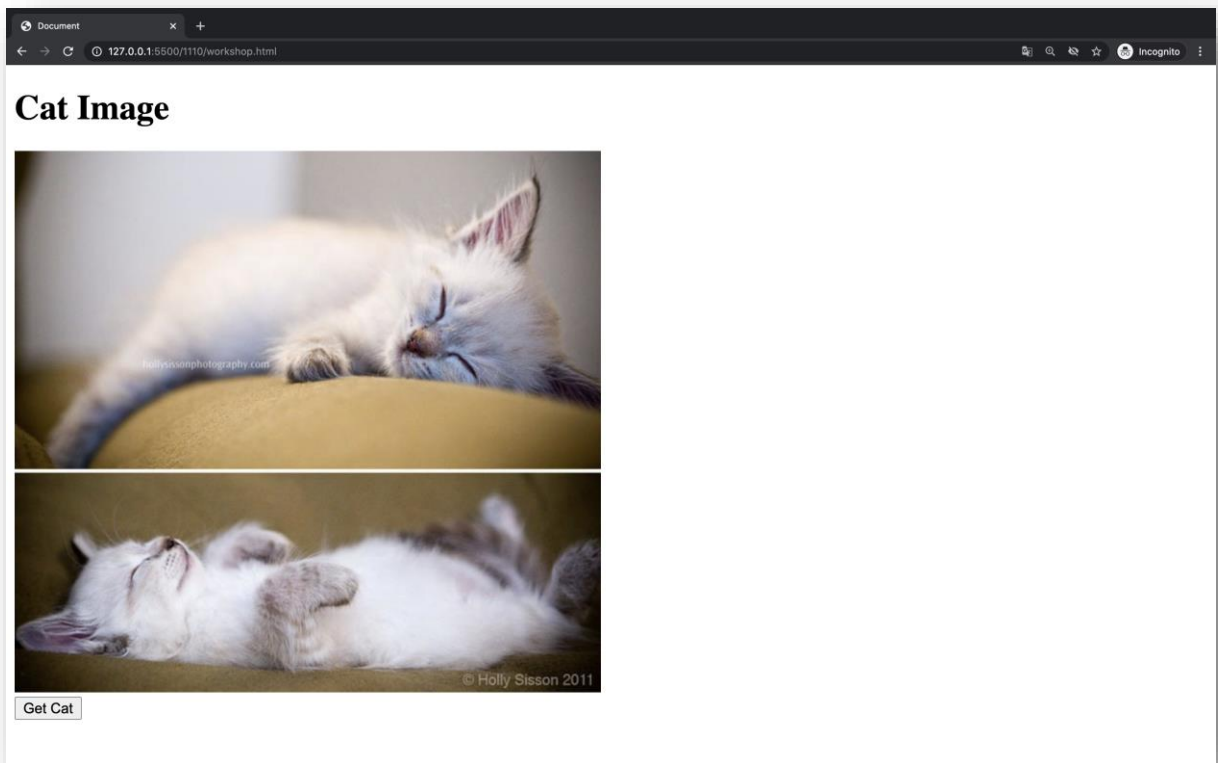 Document
127.0.0.1:5500/1110/workshop.html
Incognito
Cat Image
hollysissonphotography.com
© Holly Sisson 2011
Get Cat